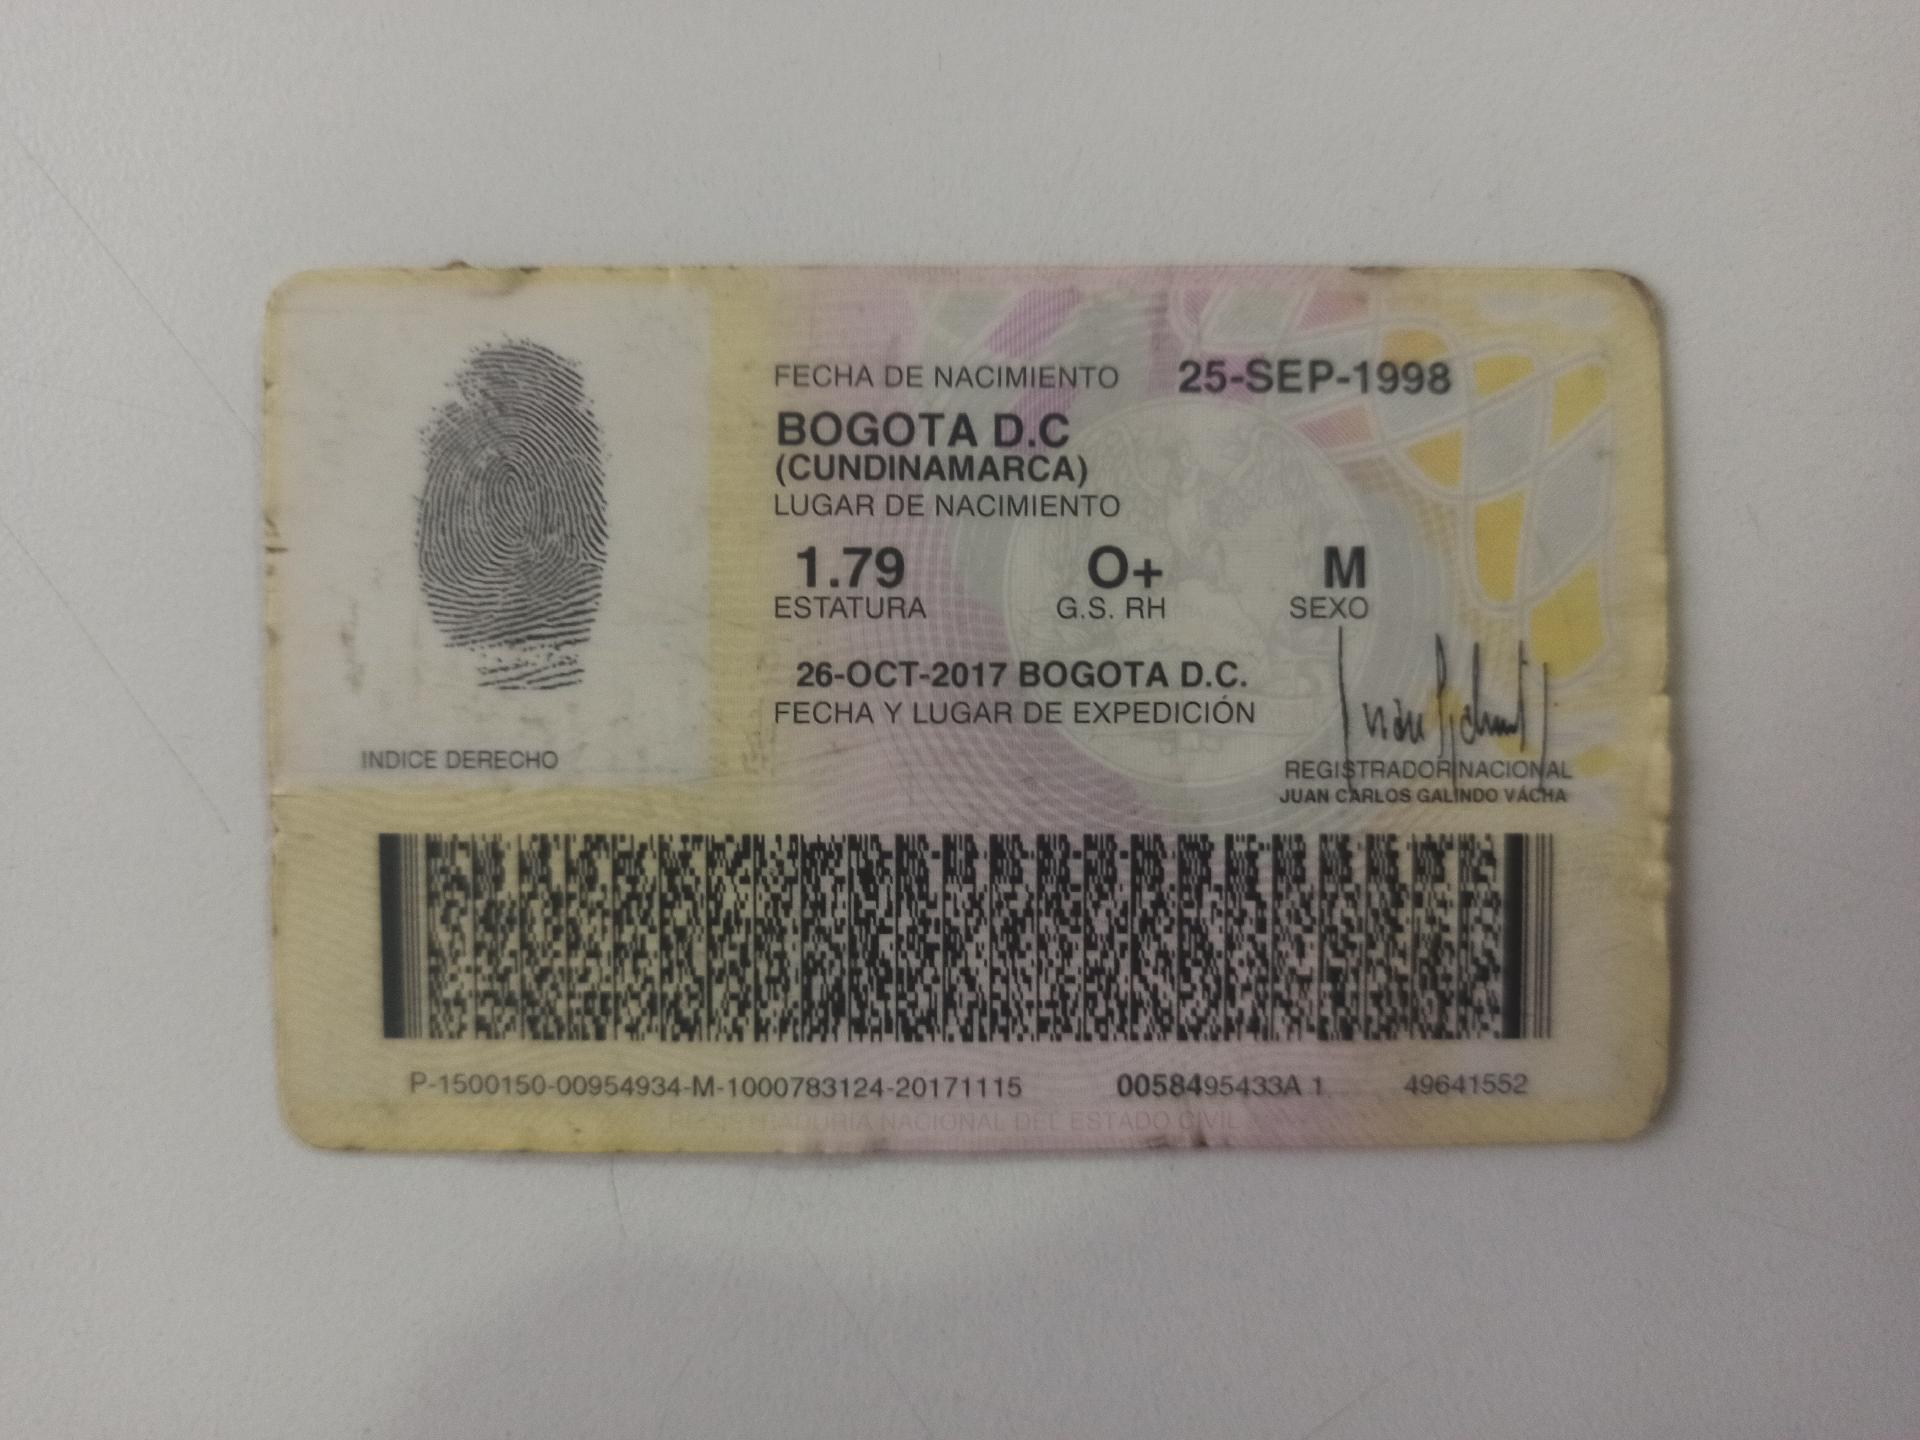 FECHA DE NACIMIENTO 25-SEP-1998
BOGOTA D.C
(CUNDINAMARCA)
LUGAR DE NACIMIENTO
1.79 O+ M
ESTATURA G.S. RH SEXO
26-OCT-2017 BOGOTA D.C.
FECHA Y LUGAR DE EXPEDICIÓN
INDICE DERECHO
REGISTRADOR NACIONAL
JUAN CARLOS GALINDO VÁCHA
P-1500150-00954934-M-1000783124-20171115 0058495433A 1 49641552
REGISTRADURIA NACIONAL DEL ESTADO CIVIL